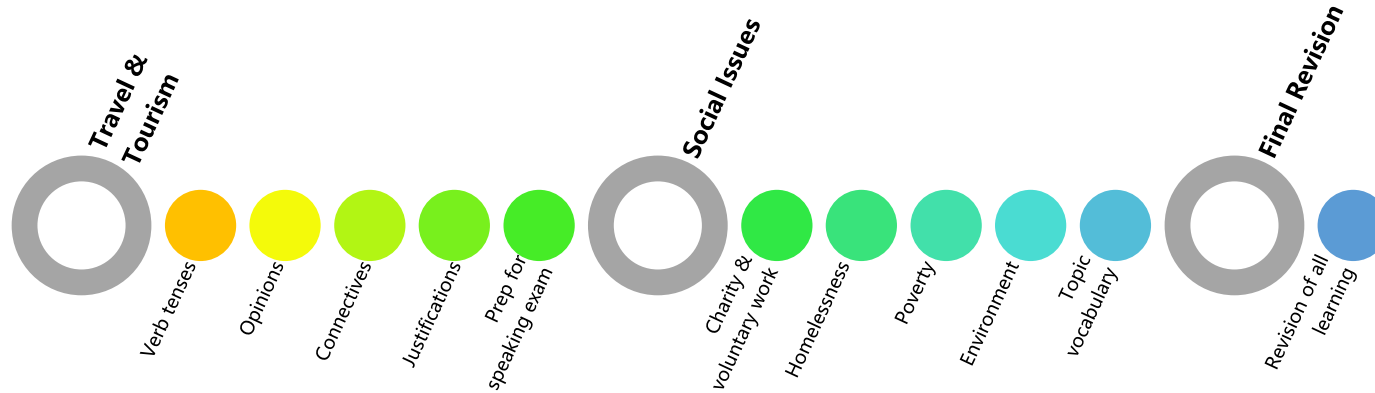 Travel &
Tourism
Verb tenses
Opinions
Connectives
Justifications
Prep for
speaking exam
Social Issues
Charity &
voluntary work
Homelessness
Poverty
Environment
Topic
vocabulary
Final Revision
Revision of all
learning